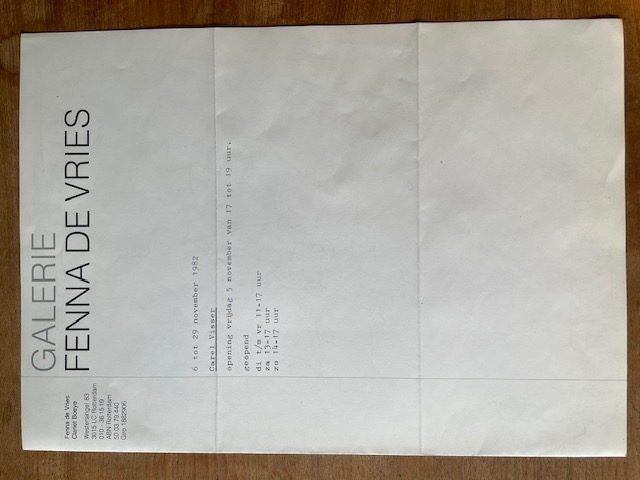 GALERIE
FENNA DE VRIES
Fenna de Vries
Clariet Boeye
Westersingel 83
3015 LC Rotterdam
010 - 361519
ABN Rotterdam
50.03.79.440
Giro 1882906
6 tot 29 november 1982
Carel Visser
opening vrijdag 5 november van 17 tot 19 uur.
geopend
di t/m vr 11-17 uur
za 13-17 uur
zo 14-17 uur